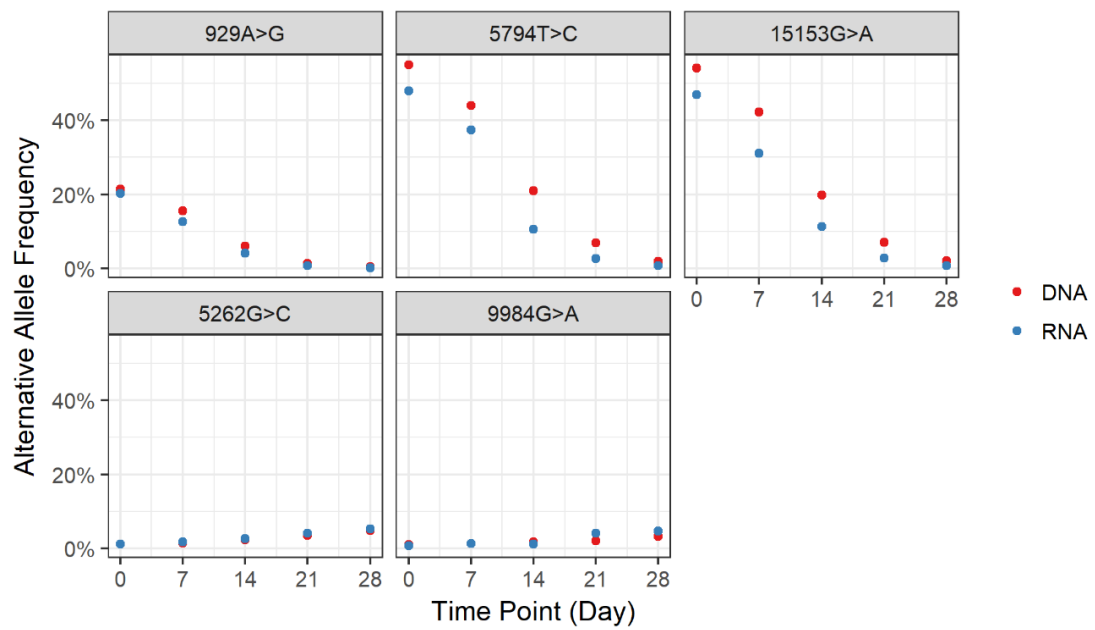 929A>G
5794T>C
15153G>A
Alternative Allele Frequency
40%
20%
0%
0 7 14 21 28
DNA
RNA
5262G>C
9984G>A
40%
20%
0%
0 7 14 21 28
0 7 14 21 28
Time Point (Day)